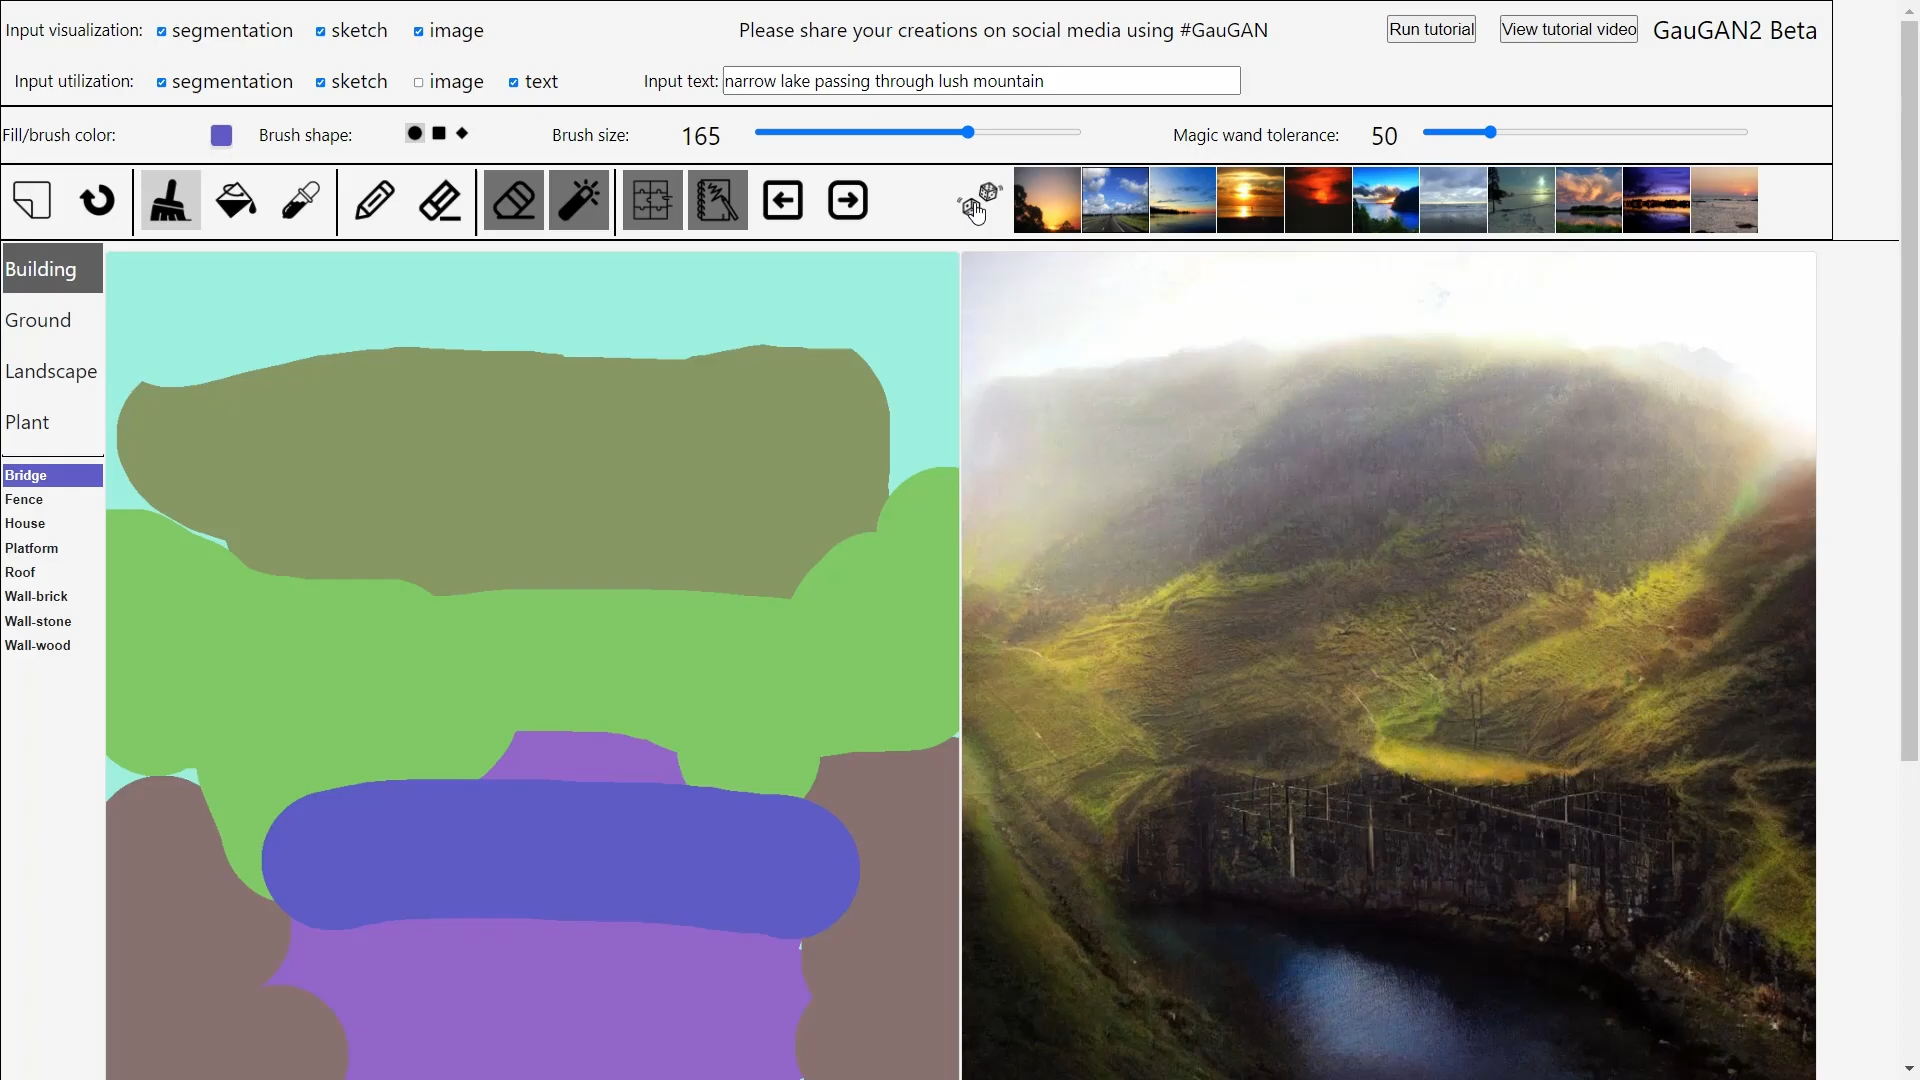 Input visualization: segmentation sketch image Please share your creations on social media using #GauGAN Run tutorial View tutorial video GauGAN2 Beta
Input utilization: segmentation sketch image text Input text: narrow lake passing through lush mountain
Fill/brush color: Brush shape: Brush size: 165 Magic wand tolerance: 50
Building
Ground
Landscape
Plant
Bridge
Fence
House
Platform
Roof
Wall-brick
Wall-stone
Wall-wood